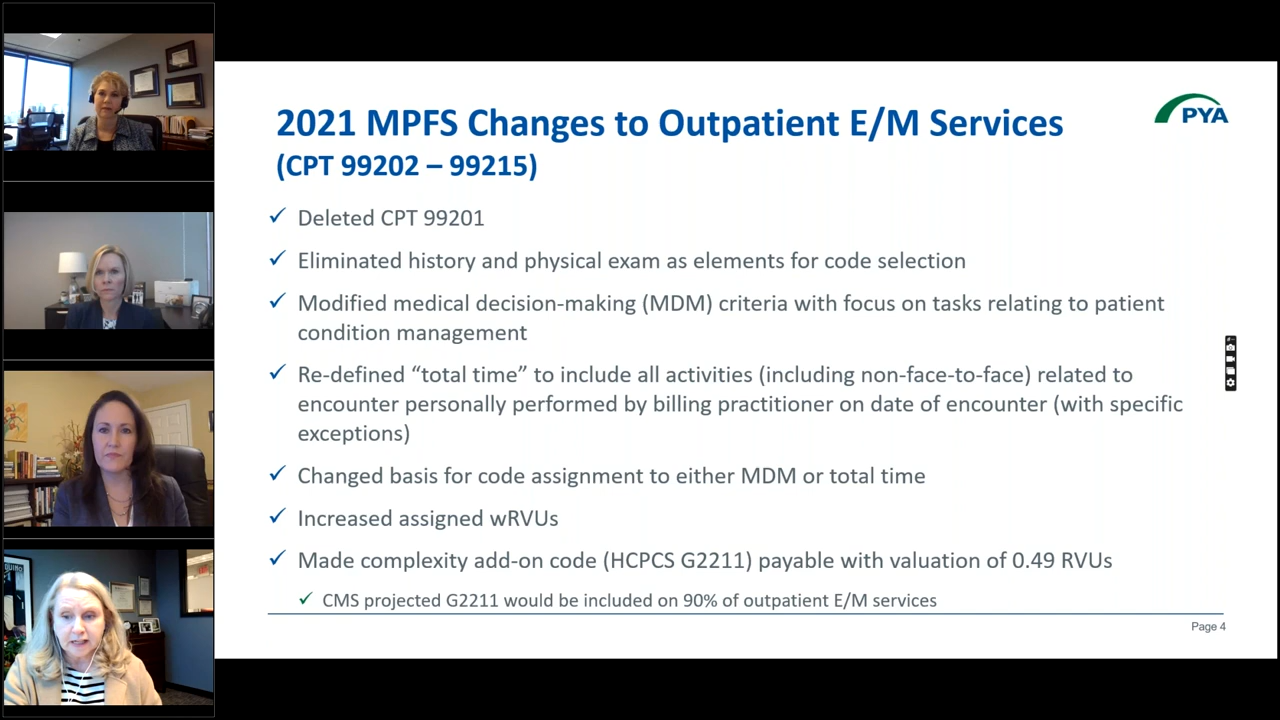 2021 MPFS Changes to Outpatient E/M Services
(CPT 99202 – 99215)
PYA
✓ Deleted CPT 99201
✓ Eliminated history and physical exam as elements for code selection
✓ Modified medical decision-making (MDM) criteria with focus on tasks relating to patient
condition management
✓ Re-defined “total time” to include all activities (including non-face-to-face) related to
encounter personally performed by billing practitioner on date of encounter (with specific
exceptions)
✓ Changed basis for code assignment to either MDM or total time
✓ Increased assigned wRVUs
✓ Made complexity add-on code (HCPCS G2211) payable with valuation of 0.49 RVUs
✓ CMS projected G2211 would be included on 90% of outpatient E/M services
Page 4